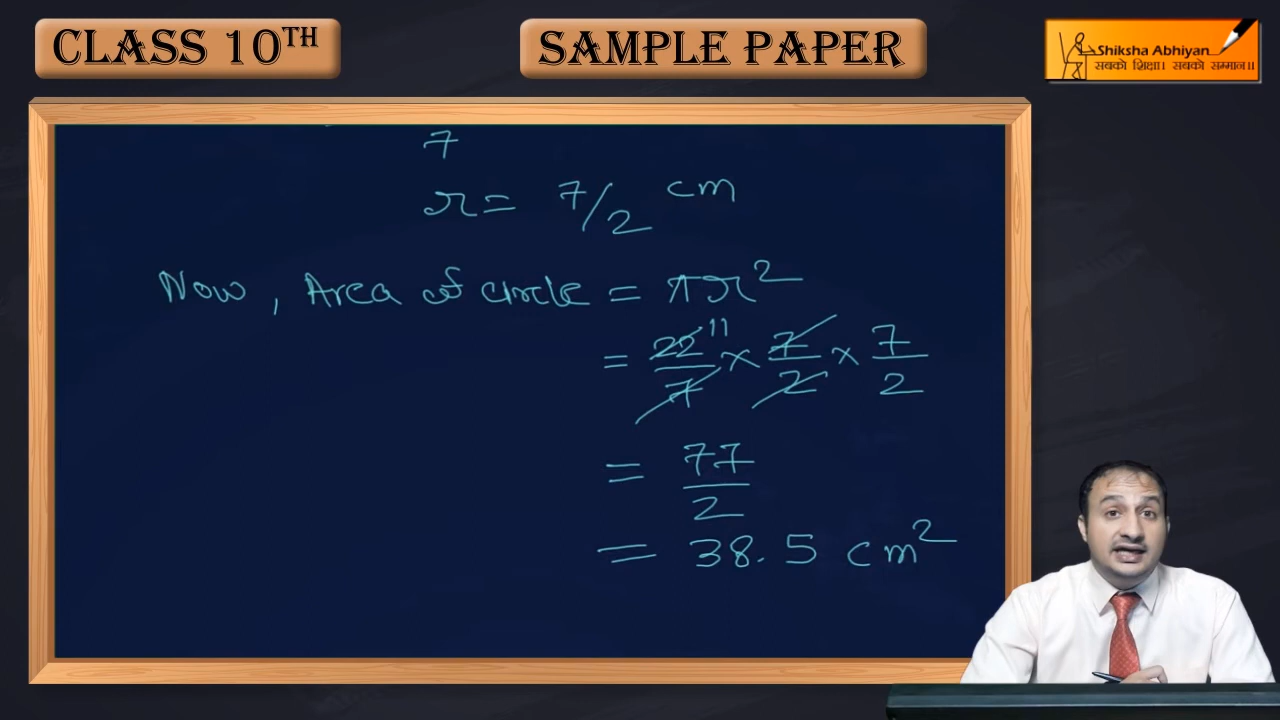 CLASS 10TH
SAMPLE PAPER
Shiksha Abhiyan
सबको शिक्षा। सबको सम्मान।।
7
r = 7/2 cm
Now, Area of circle = πr²
= 22/7 11 × 7/2 × 7/2
= 77/2
= 38.5 cm²